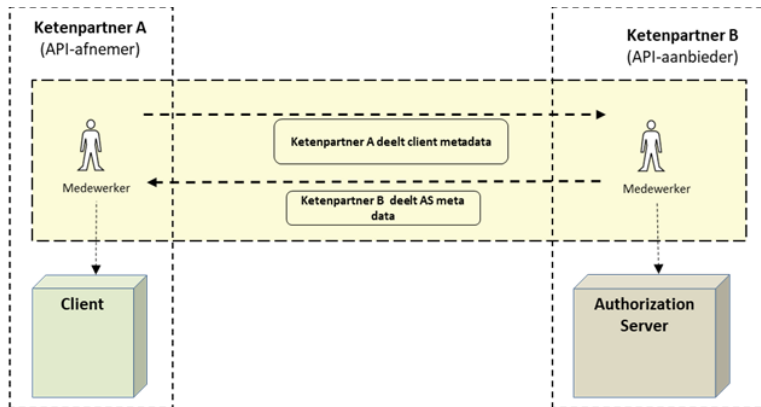 Ketenpartner A
(API-afnemer)
Ketenpartner B
(API-aanbieder)
Ketenpartner A deelt client metadata
Medewerker
Medewerker
Ketenpartner B deelt AS meta
data
Client
Authorization
Server